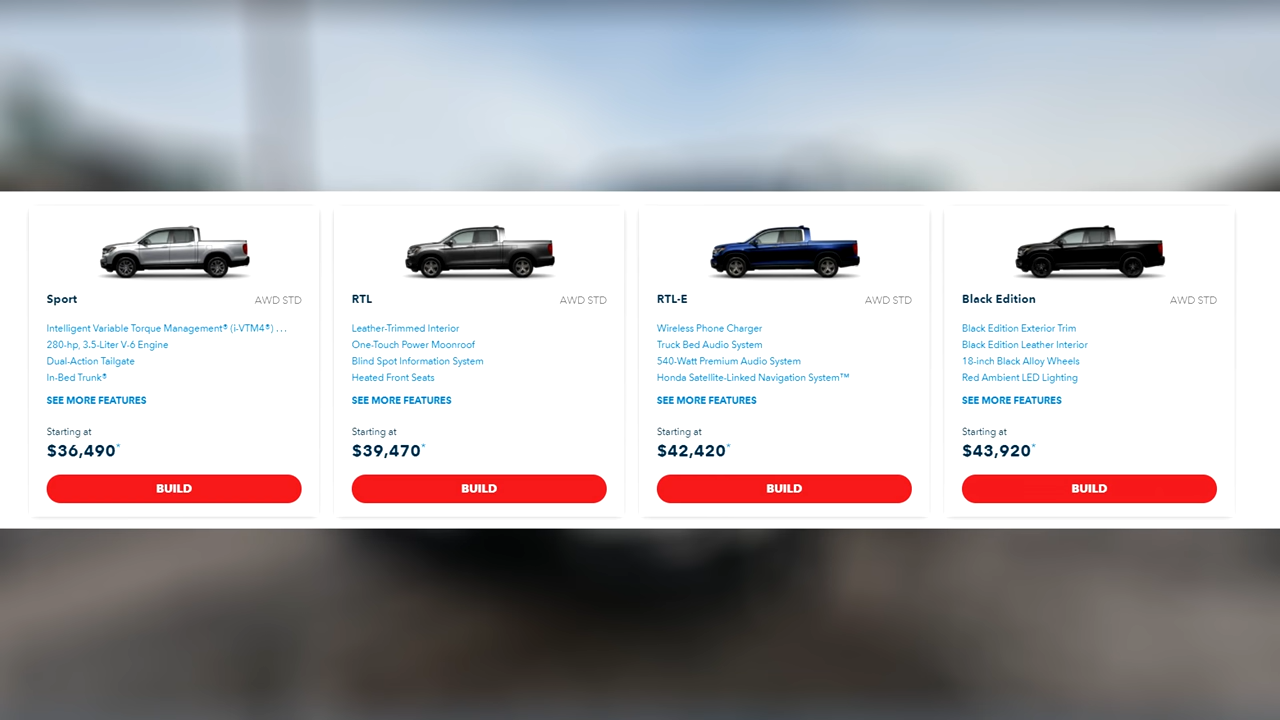 Sport AWD STD
Intelligent Variable Torque Management® (i-VTM4®) ...
280-hp, 3.5-Liter V-6 Engine
Dual-Action Tailgate
In-Bed Trunk®
SEE MORE FEATURES
Starting at
$36,490*
BUILD
RTL AWD STD
Leather-Trimmed Interior
One-Touch Power Moonroof
Blind Spot Information System
Heated Front Seats
SEE MORE FEATURES
Starting at
$39,470*
BUILD
RTL-E AWD STD
Wireless Phone Charger
Truck Bed Audio System
540-Watt Premium Audio System
Honda Satellite-Linked Navigation System™
SEE MORE FEATURES
Starting at
$42,420*
BUILD
Black Edition AWD STD
Black Edition Exterior Trim
Black Edition Leather Interior
18-inch Black Alloy Wheels
Red Ambient LED Lighting
SEE MORE FEATURES
Starting at
$43,920*
BUILD